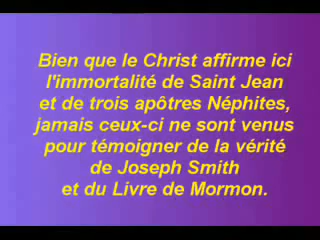 Bien que le Christ affirme ici
l'immortalité de Saint Jean
et de trois apôtres Néphites,
jamais ceux-ci ne sont venus
pour témoigner de la vérité
de Joseph Smith
et du Livre de Mormon.